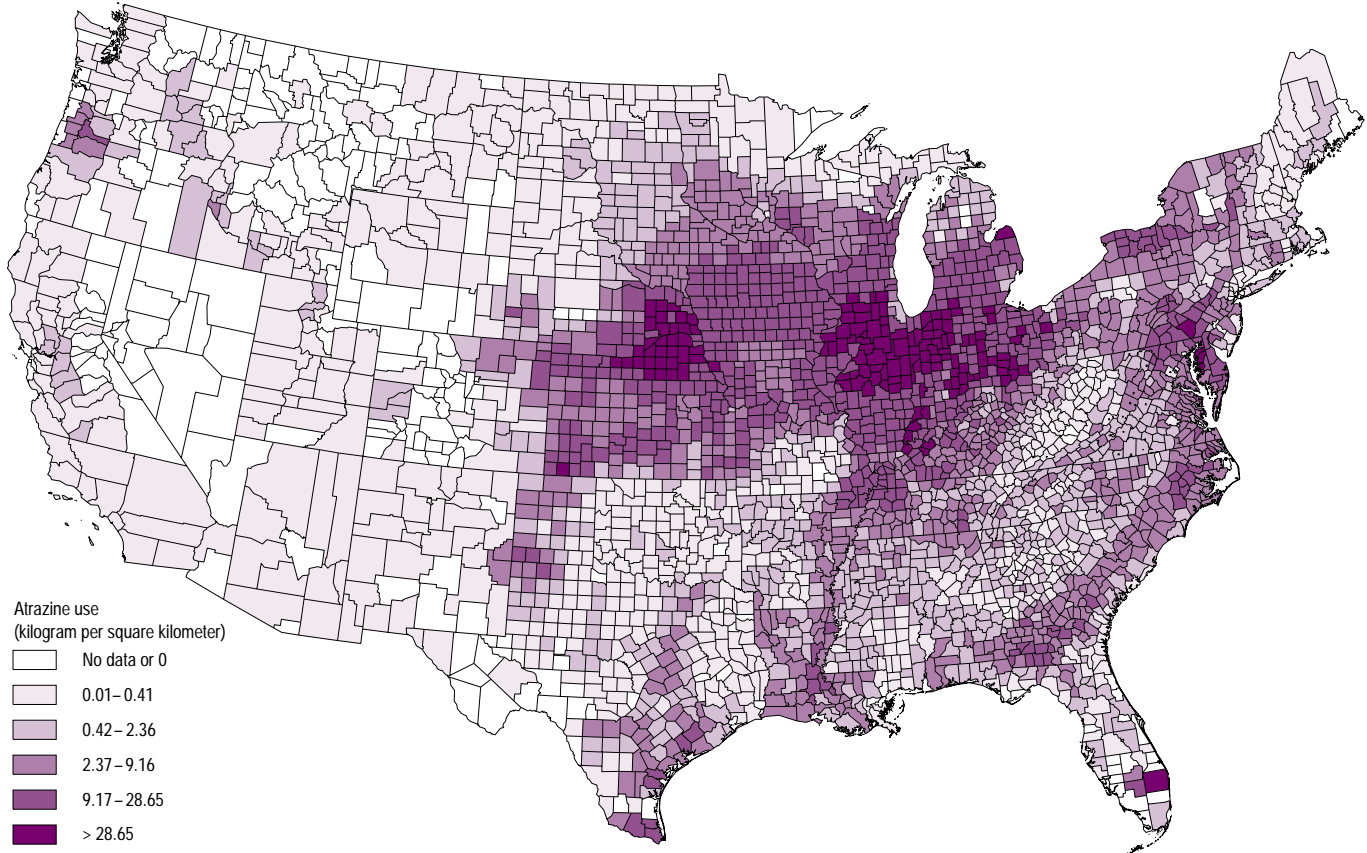 Atrazine use
(kilogram per square kilometer)
No data or 0
0.01–0.41
0.42–2.36
2.37–9.16
9.17–28.65
> 28.65